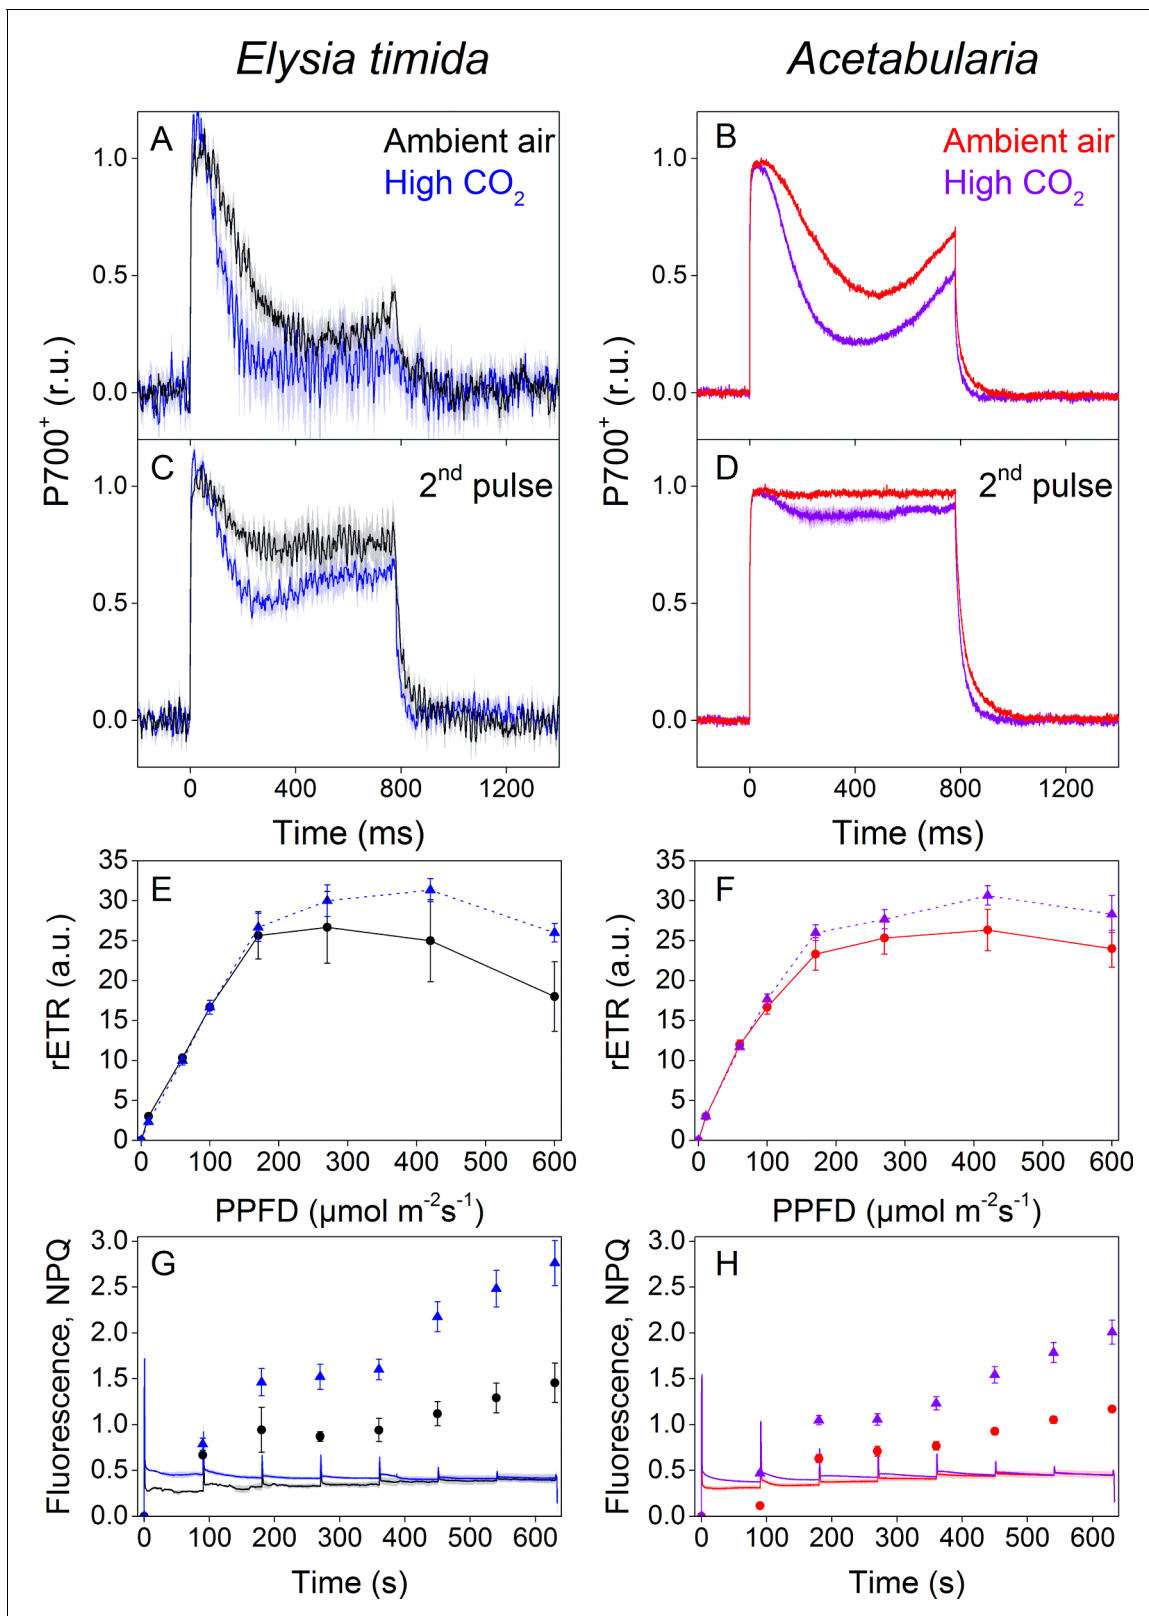 Elysia timida
Acetabularia
A
Ambient air
High CO₂
B
Ambient air
High CO₂
P700⁺ (r.u.)
1.0
0.5
0.0
P700⁺ (r.u.)
1.0
0.5
0.0
C
2ⁿᵈ pulse
D
2ⁿᵈ pulse
1.0
0.5
0.0
1.0
0.5
0.0
0 400 800 1200
0 400 800 1200
Time (ms)
Time (ms)
E
F
rETR (a.u.)
35
30
25
20
15
10
5
0
rETR (a.u.)
35
30
25
20
15
10
5
0
0 100 200 300 400 500 600
0 100 200 300 400 500 600
PPFD (µmol m⁻²s⁻¹)
PPFD (µmol m⁻²s⁻¹)
G
H
Fluorescence, NPQ
3.0
2.5
2.0
1.5
1.0
0.5
0.0
Fluorescence, NPQ
3.0
2.5
2.0
1.5
1.0
0.5
0.0
0 100 200 300 400 500 600
0 100 200 300 400 500 600
Time (s)
Time (s)